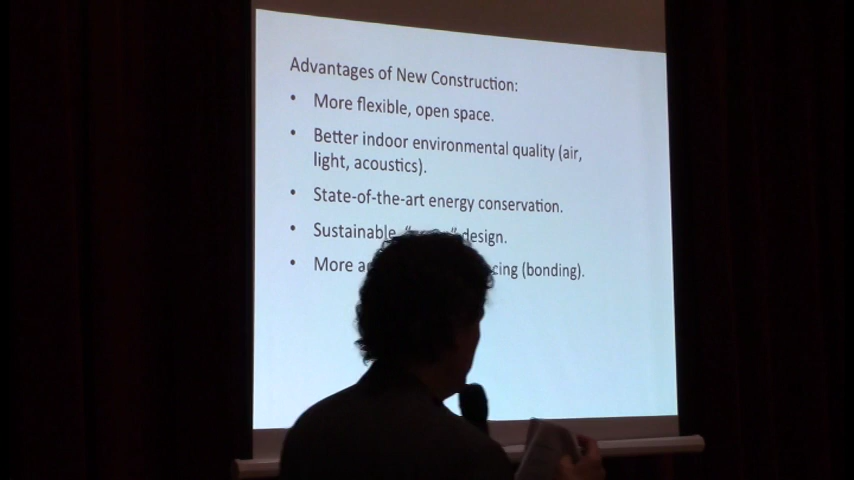 Advantages of New Construction:
• More flexible, open space.
• Better indoor environmental quality (air,
light, acoustics).
• State-of-the-art energy conservation.
• Sustainable, design.
• More (bonding).